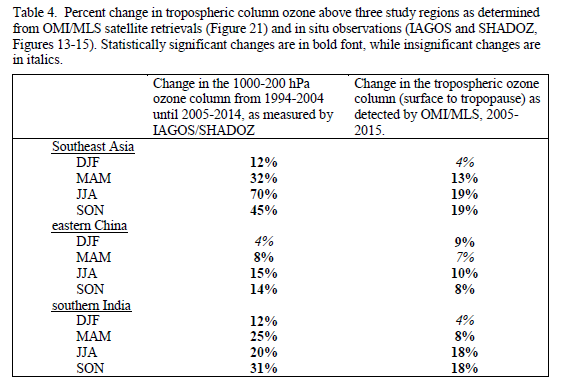 Table 4.  Percent change in tropospheric column ozone above three study regions as determined
from OMI/MLS satellite retrievals (Figure 21) and in situ observations (IAGOS and SHADOZ,
Figures 13-15). Statistically significant changes are in bold font, while insignificant changes are
in italics.
Change in the 1000-200 hPa ozone column from 1994-2004 until 2005-2014, as measured by IAGOS/SHADOZ
Change in the tropospheric ozone column (surface to tropopause) as detected by OMI/MLS, 2005-2015.
Southeast Asia
DJF 12% 4%
MAM 32% 13%
JJA 70% 19%
SON 45% 19%
eastern China
DJF 4% 9%
MAM 8% 7%
JJA 15% 10%
SON 14% 8%
southern India
DJF 12% 4%
MAM 25% 8%
JJA 20% 18%
SON 31% 18%